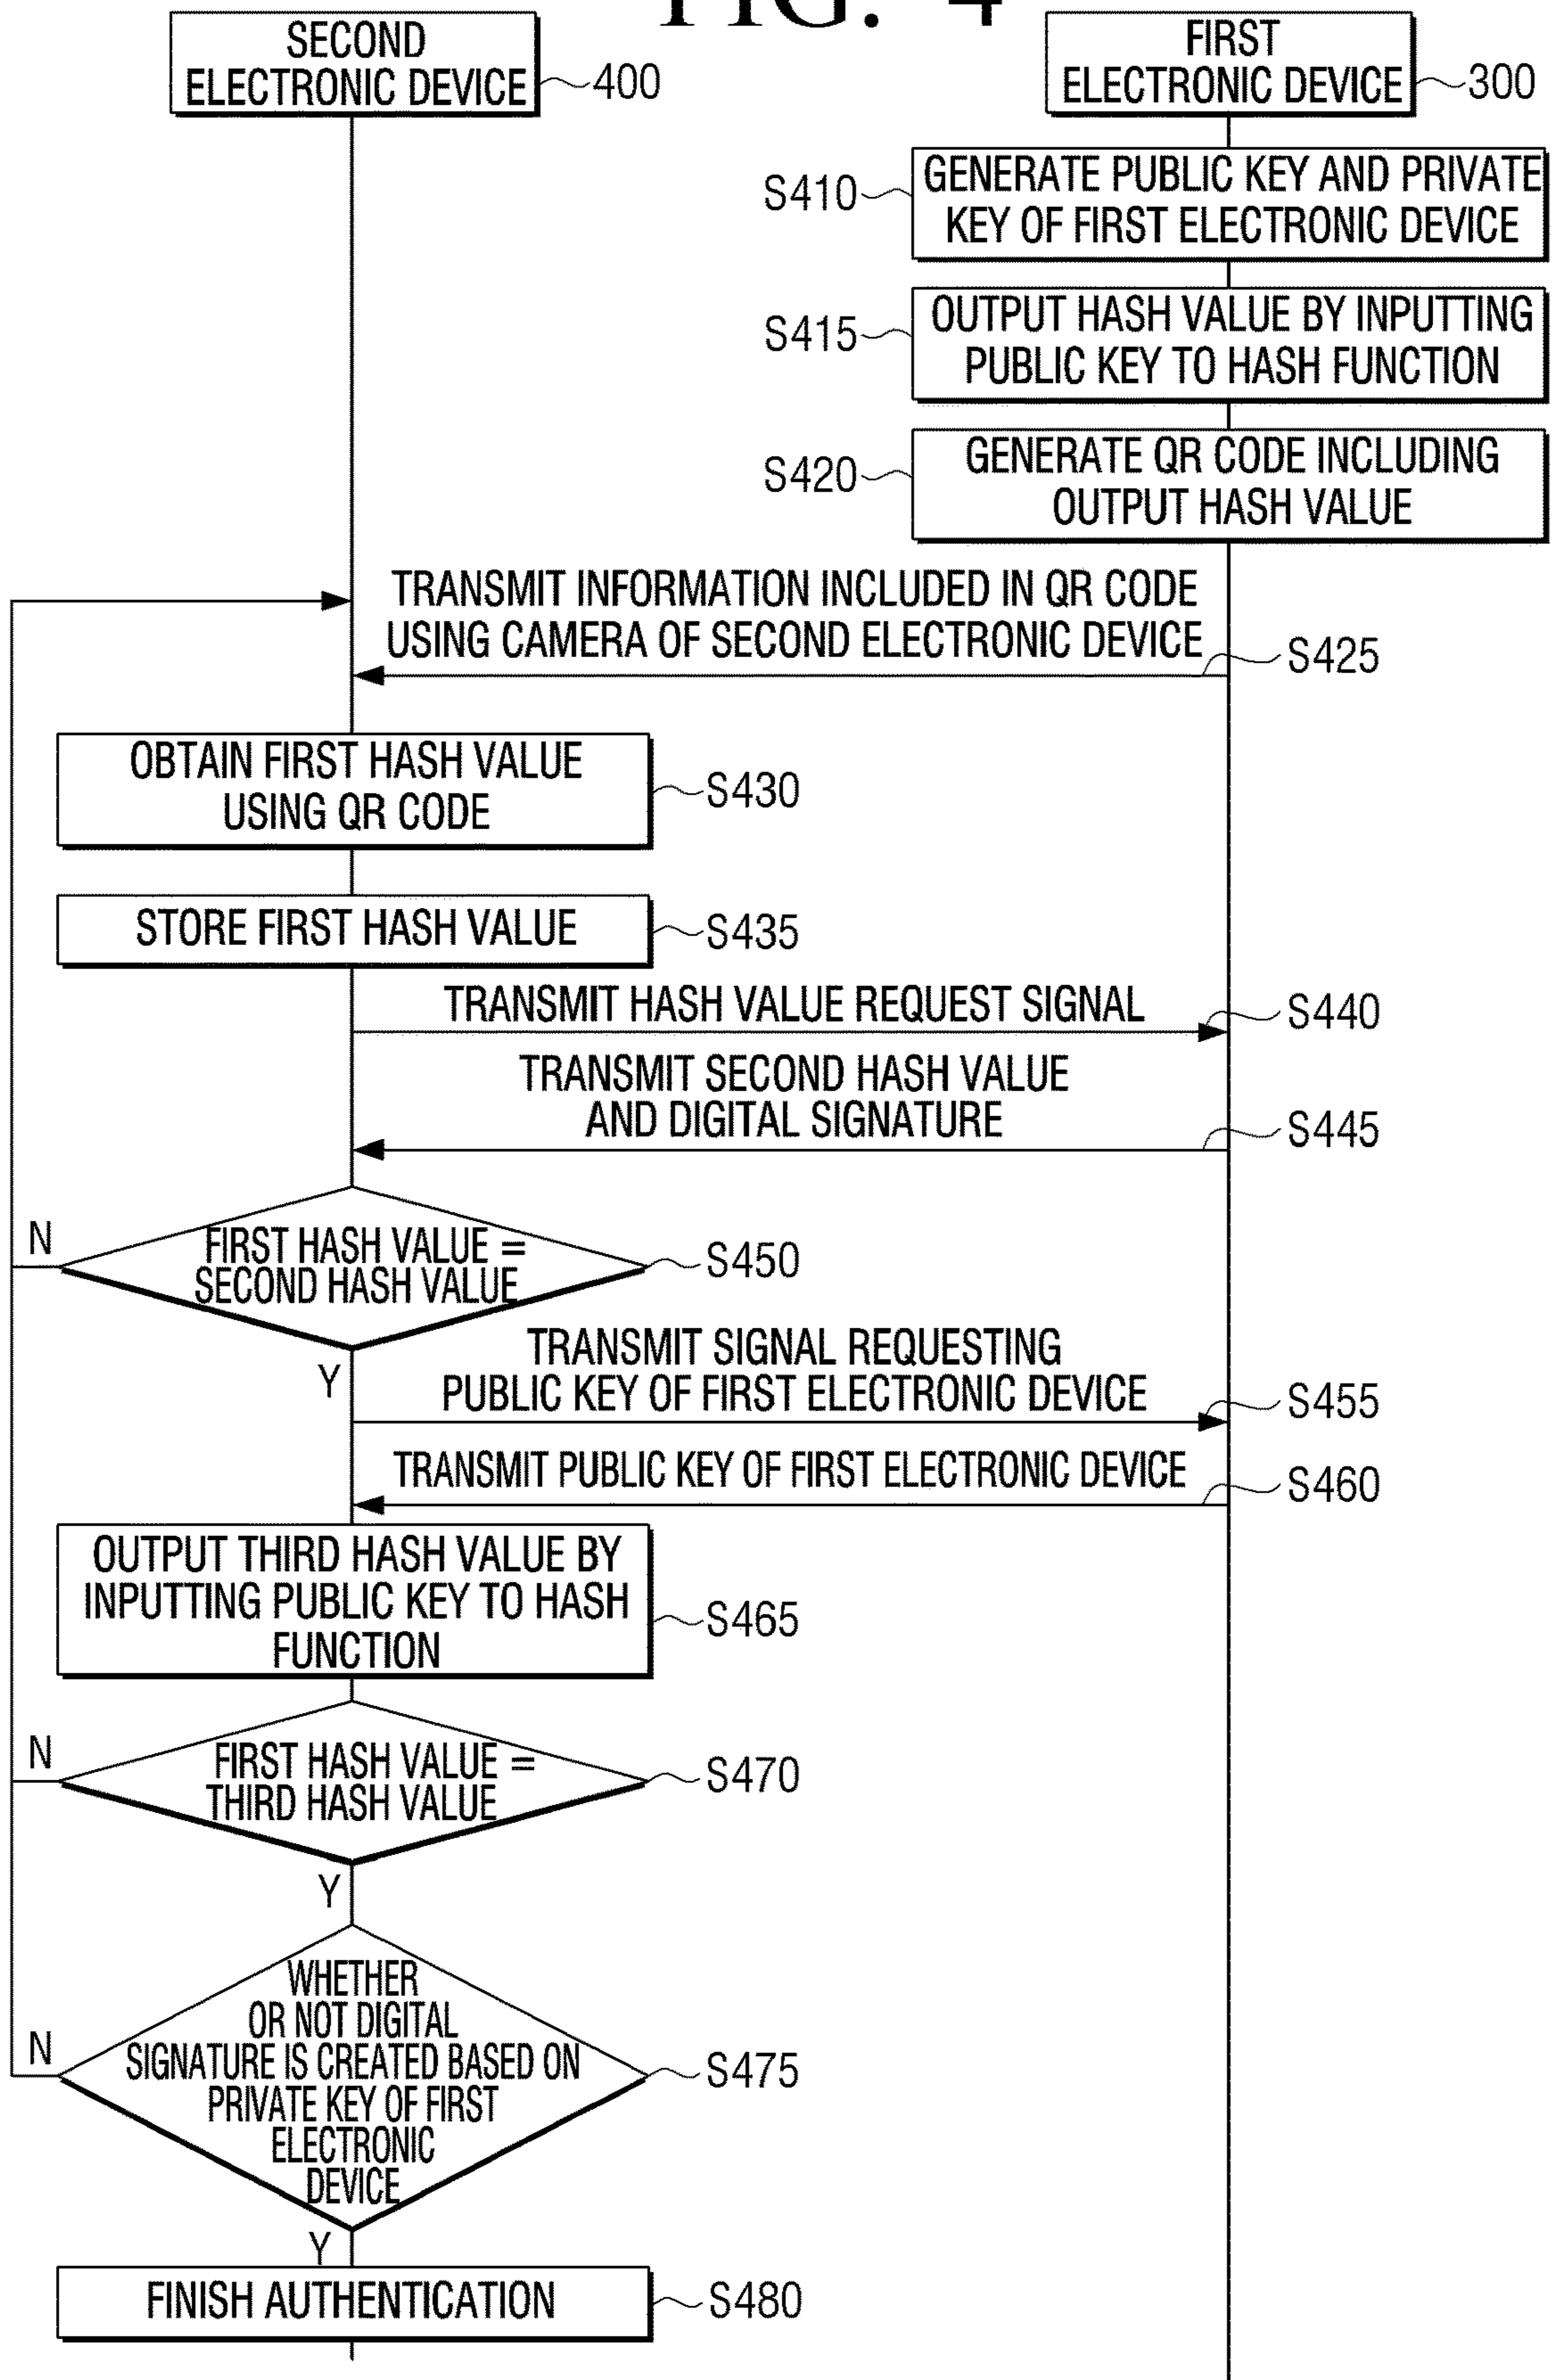 FIG. 4
SECOND
ELECTRONIC DEVICE
400
FIRST
ELECTRONIC DEVICE
300
S410
GENERATE PUBLIC KEY AND PRIVATE
KEY OF FIRST ELECTRONIC DEVICE
S415
OUTPUT HASH VALUE BY INPUTTING
PUBLIC KEY TO HASH FUNCTION
S420
GENERATE QR CODE INCLUDING
OUTPUT HASH VALUE
TRANSMIT INFORMATION INCLUDED IN QR CODE
USING CAMERA OF SECOND ELECTRONIC DEVICE
S425
OBTAIN FIRST HASH VALUE
USING QR CODE
S430
STORE FIRST HASH VALUE
S435
TRANSMIT HASH VALUE REQUEST SIGNAL
S440
TRANSMIT SECOND HASH VALUE
AND DIGITAL SIGNATURE
S445
N
FIRST HASH VALUE =
SECOND HASH VALUE
S450
Y
TRANSMIT SIGNAL REQUESTING
PUBLIC KEY OF FIRST ELECTRONIC DEVICE
S455
TRANSMIT PUBLIC KEY OF FIRST ELECTRONIC DEVICE
S460
OUTPUT THIRD HASH VALUE BY
INPUTTING PUBLIC KEY TO HASH
FUNCTION
S465
N
FIRST HASH VALUE =
THIRD HASH VALUE
S470
Y
N
WHETHER
OR NOT DIGITAL
SIGNATURE IS CREATED BASED ON
PRIVATE KEY OF FIRST
ELECTRONIC
DEVICE
S475
Y
FINISH AUTHENTICATION
S480